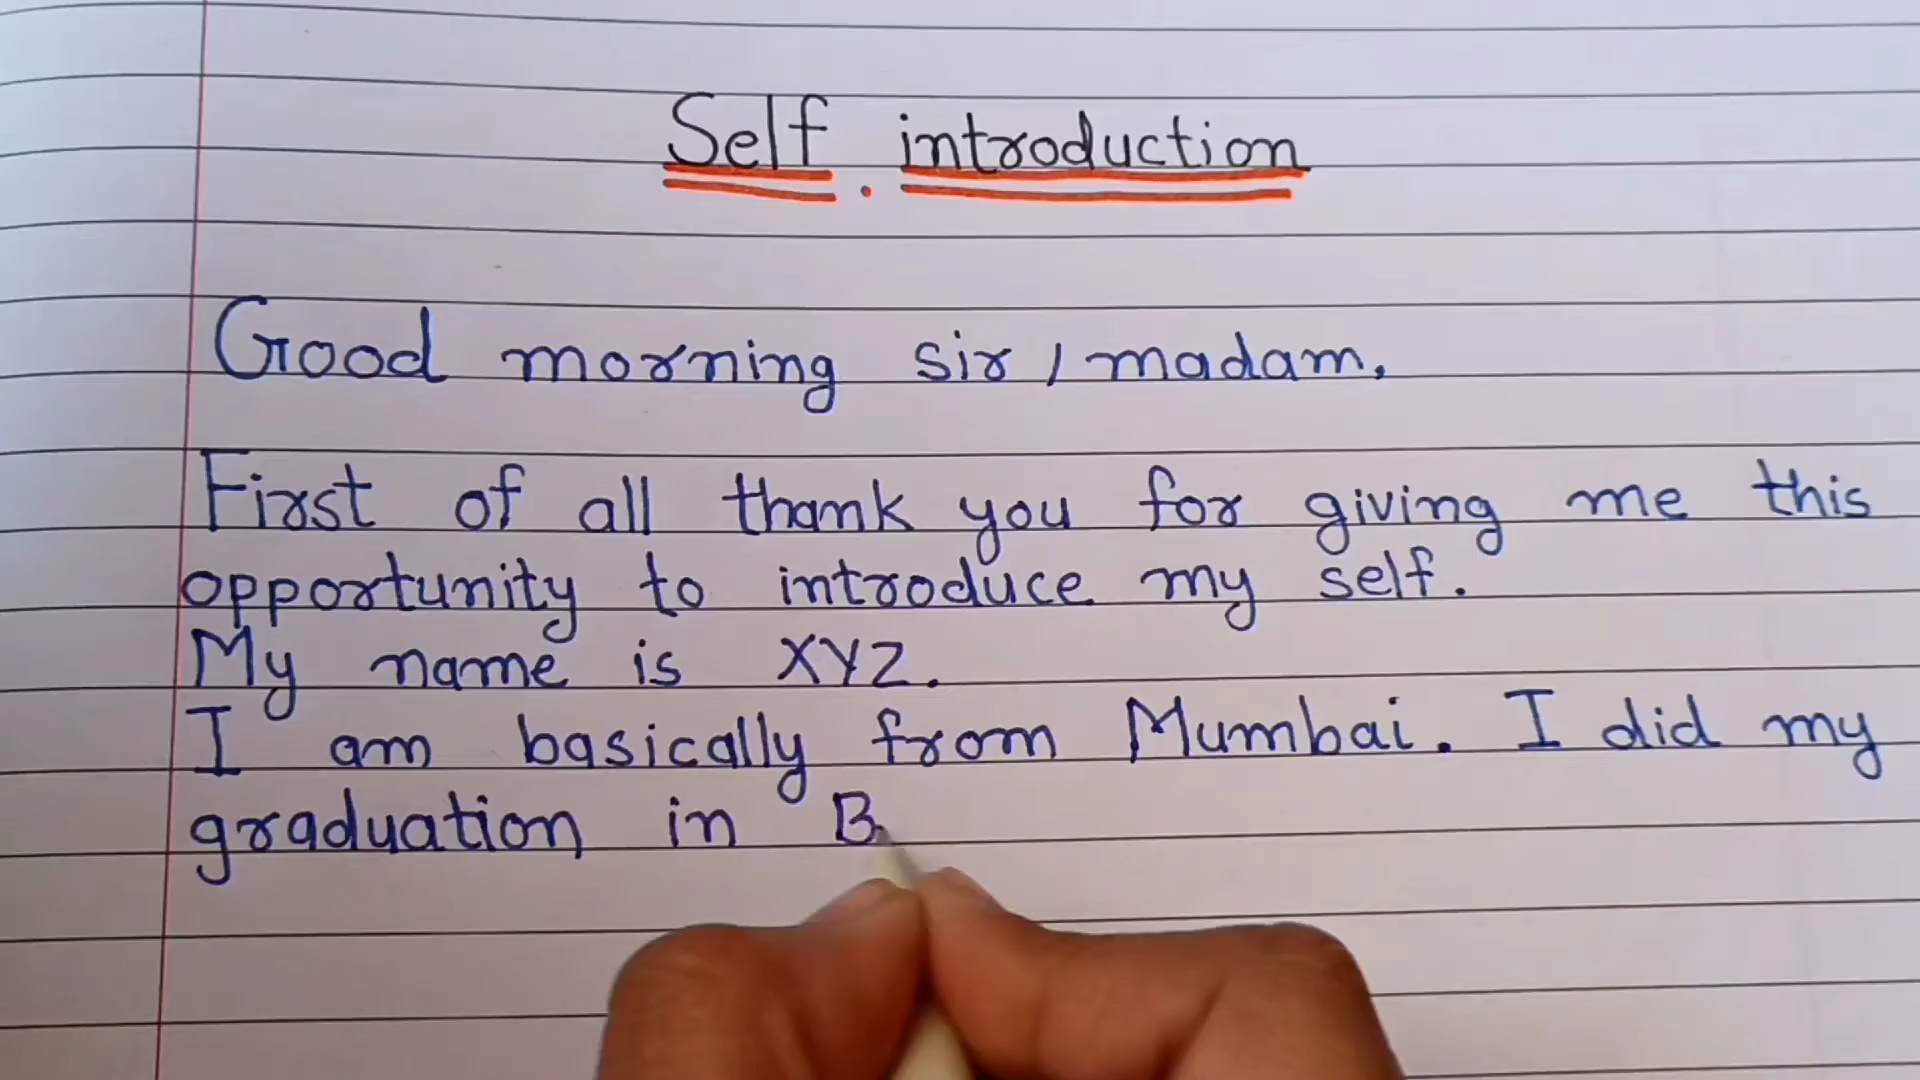 Self introduction
Good morning sir / madam.
First of all thank you for giving me this
opportunity to introduce my self.
My name is XYZ.
I am basically from Mumbai. I did my
graduation in B.